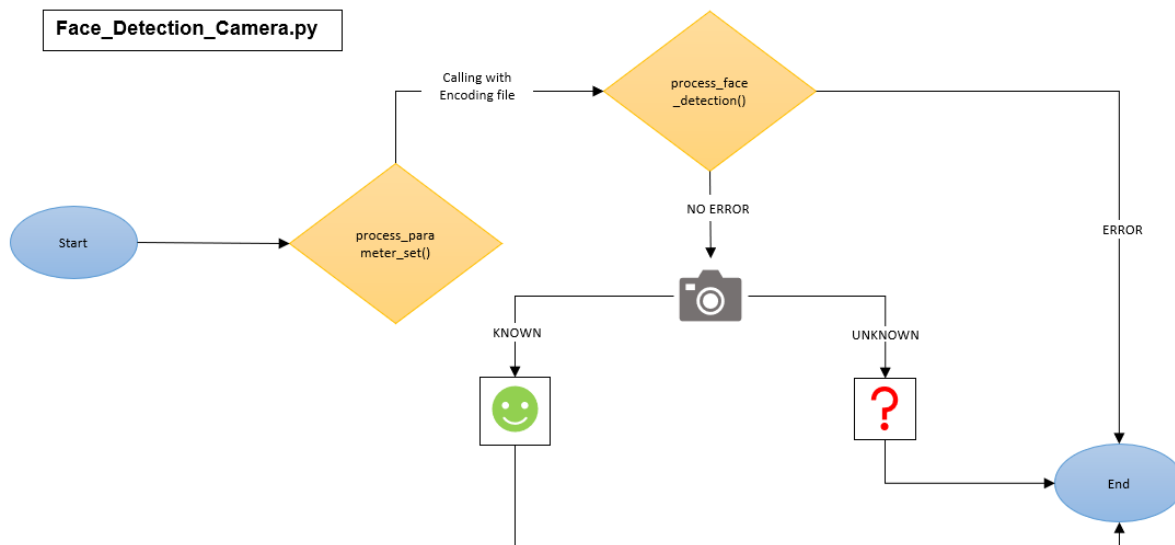 Face_Detection_Camera.py
Calling with
Encoding file
process_face
_detection()
NO ERROR
ERROR
Start
process_para
meter_set()
KNOWN
UNKNOWN
?
End